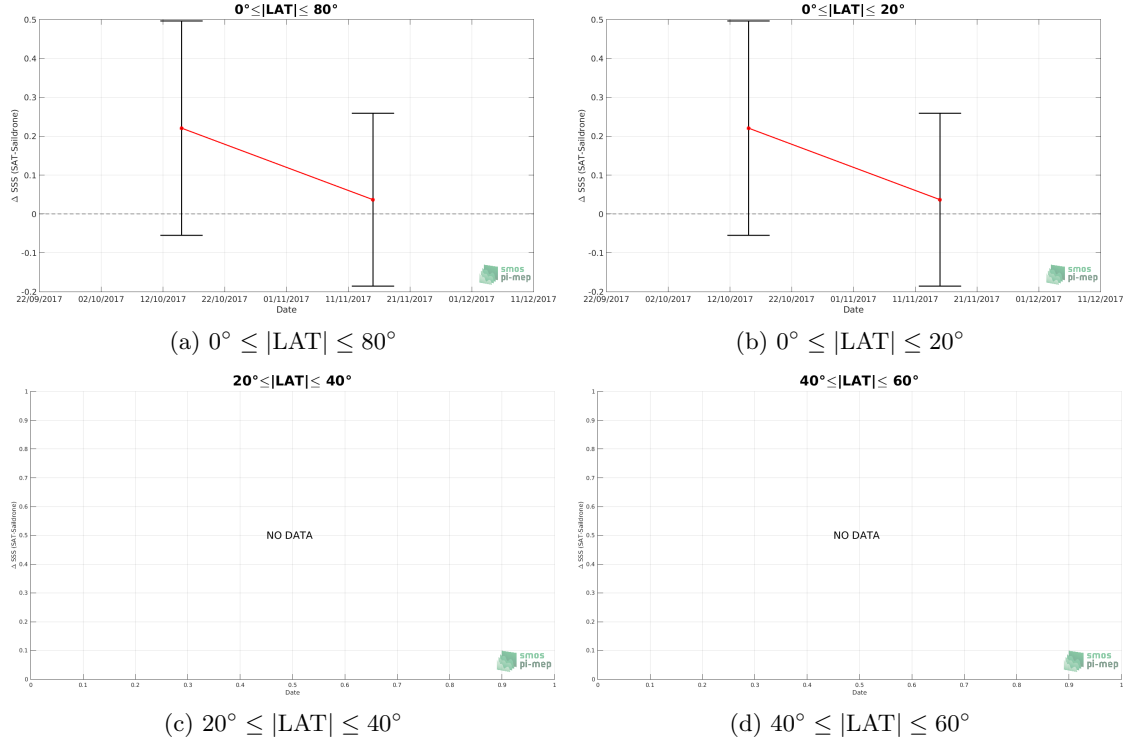 0°≤|LAT|≤ 80°
0.5
0.4
0.3
0.2
0.1
0
-0.1
-0.2
Δ SSS (SAT-Saildrone)
22/09/2017 02/10/2017 12/10/2017 22/10/2017 01/11/2017 11/11/2017 21/11/2017 01/12/2017 11/12/2017
Date
smos
pi-mep
(a) 0° ≤ |LAT| ≤ 80°
0°≤|LAT|≤ 20°
0.5
0.4
0.3
0.2
0.1
0
-0.1
-0.2
Δ SSS (SAT-Saildrone)
22/09/2017 02/10/2017 12/10/2017 22/10/2017 01/11/2017 11/11/2017 21/11/2017 01/12/2017 11/12/2017
Date
smos
pi-mep
(b) 0° ≤ |LAT| ≤ 20°
20°≤|LAT|≤ 40°
1
0.9
0.8
0.7
0.6
0.5
0.4
0.3
0.2
0.1
0
Δ SSS (SAT-Saildrone)
NO DATA
0 0.1 0.2 0.3 0.4 0.5 0.6 0.7 0.8 0.9 1
Date
smos
pi-mep
(c) 20° ≤ |LAT| ≤ 40°
40°≤|LAT|≤ 60°
1
0.9
0.8
0.7
0.6
0.5
0.4
0.3
0.2
0.1
0
Δ SSS (SAT-Saildrone)
NO DATA
0 0.1 0.2 0.3 0.4 0.5 0.6 0.7 0.8 0.9 1
Date
smos
pi-mep
(d) 40° ≤ |LAT| ≤ 60°